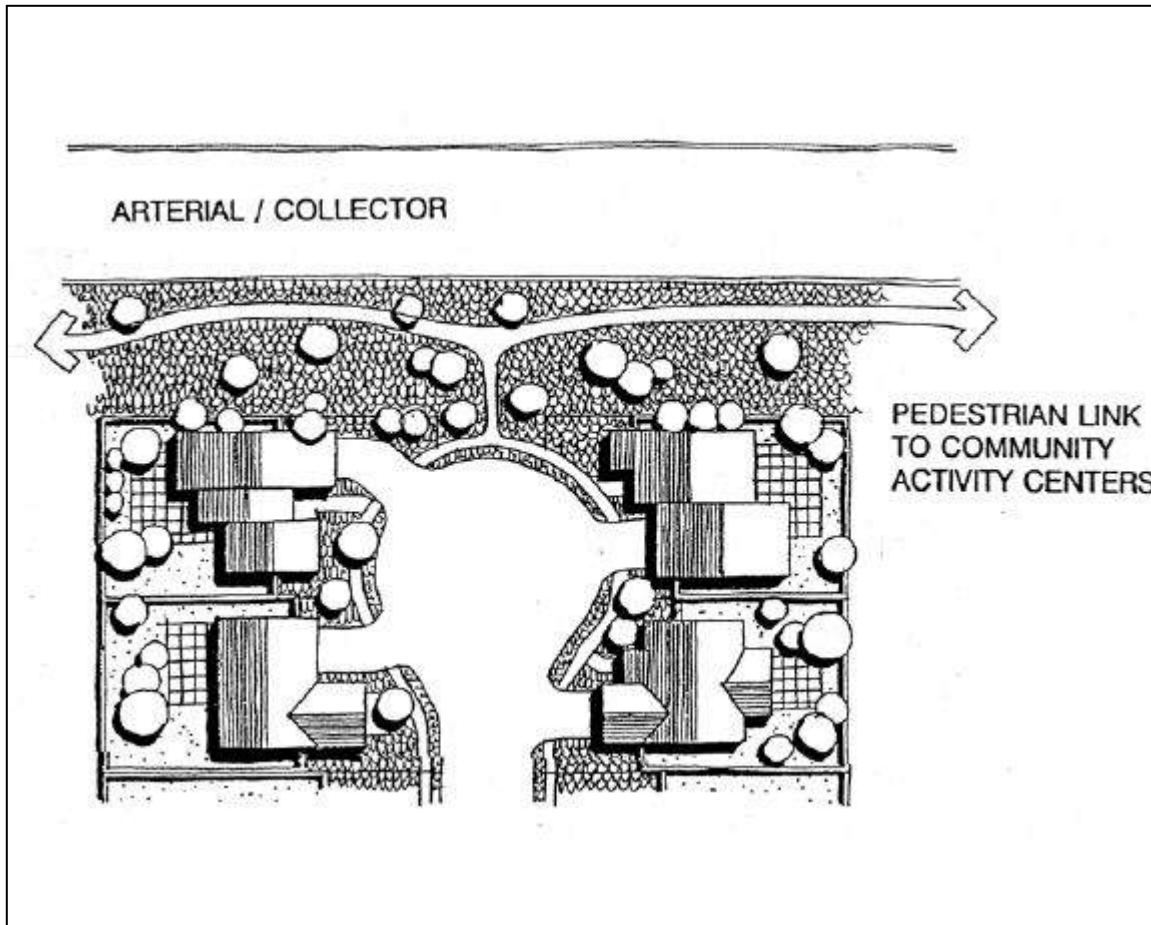 ARTERIAL / COLLECTOR
PEDESTRIAN LINK
TO COMMUNITY
ACTIVITY CENTERS